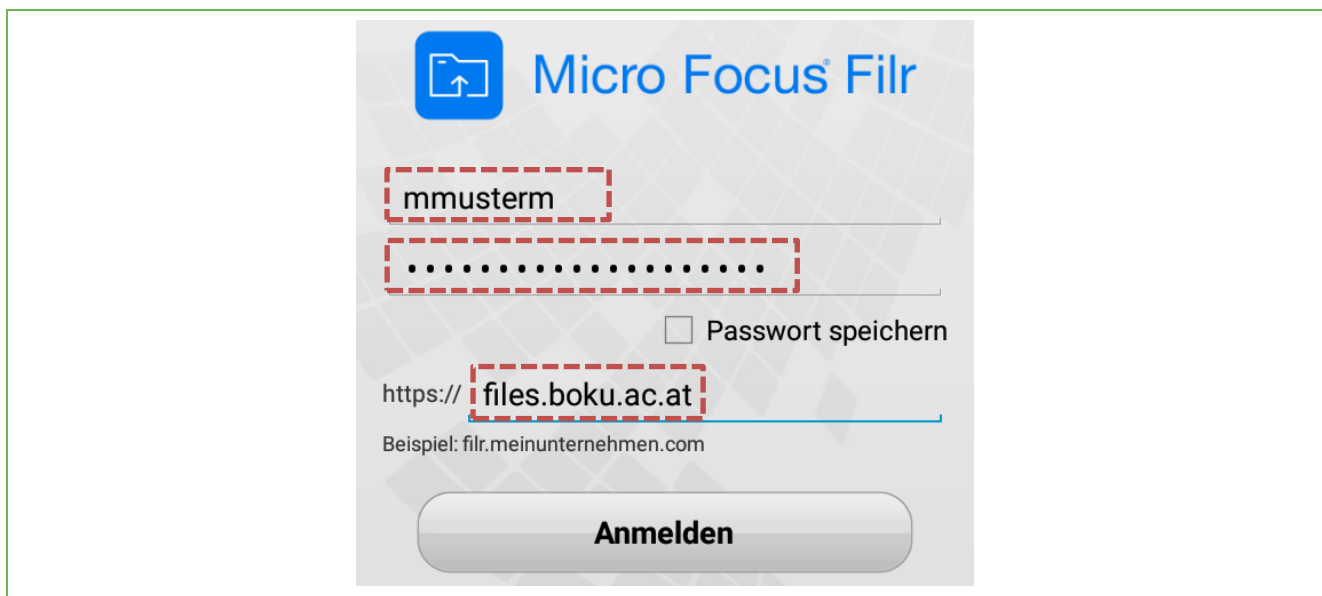 Micro Focus® Filr
mmusterm
••••••••••••••••••••
Passwort speichern
https:// files.boku.ac.at
Beispiel: filr.meinunternehmen.com
Anmelden